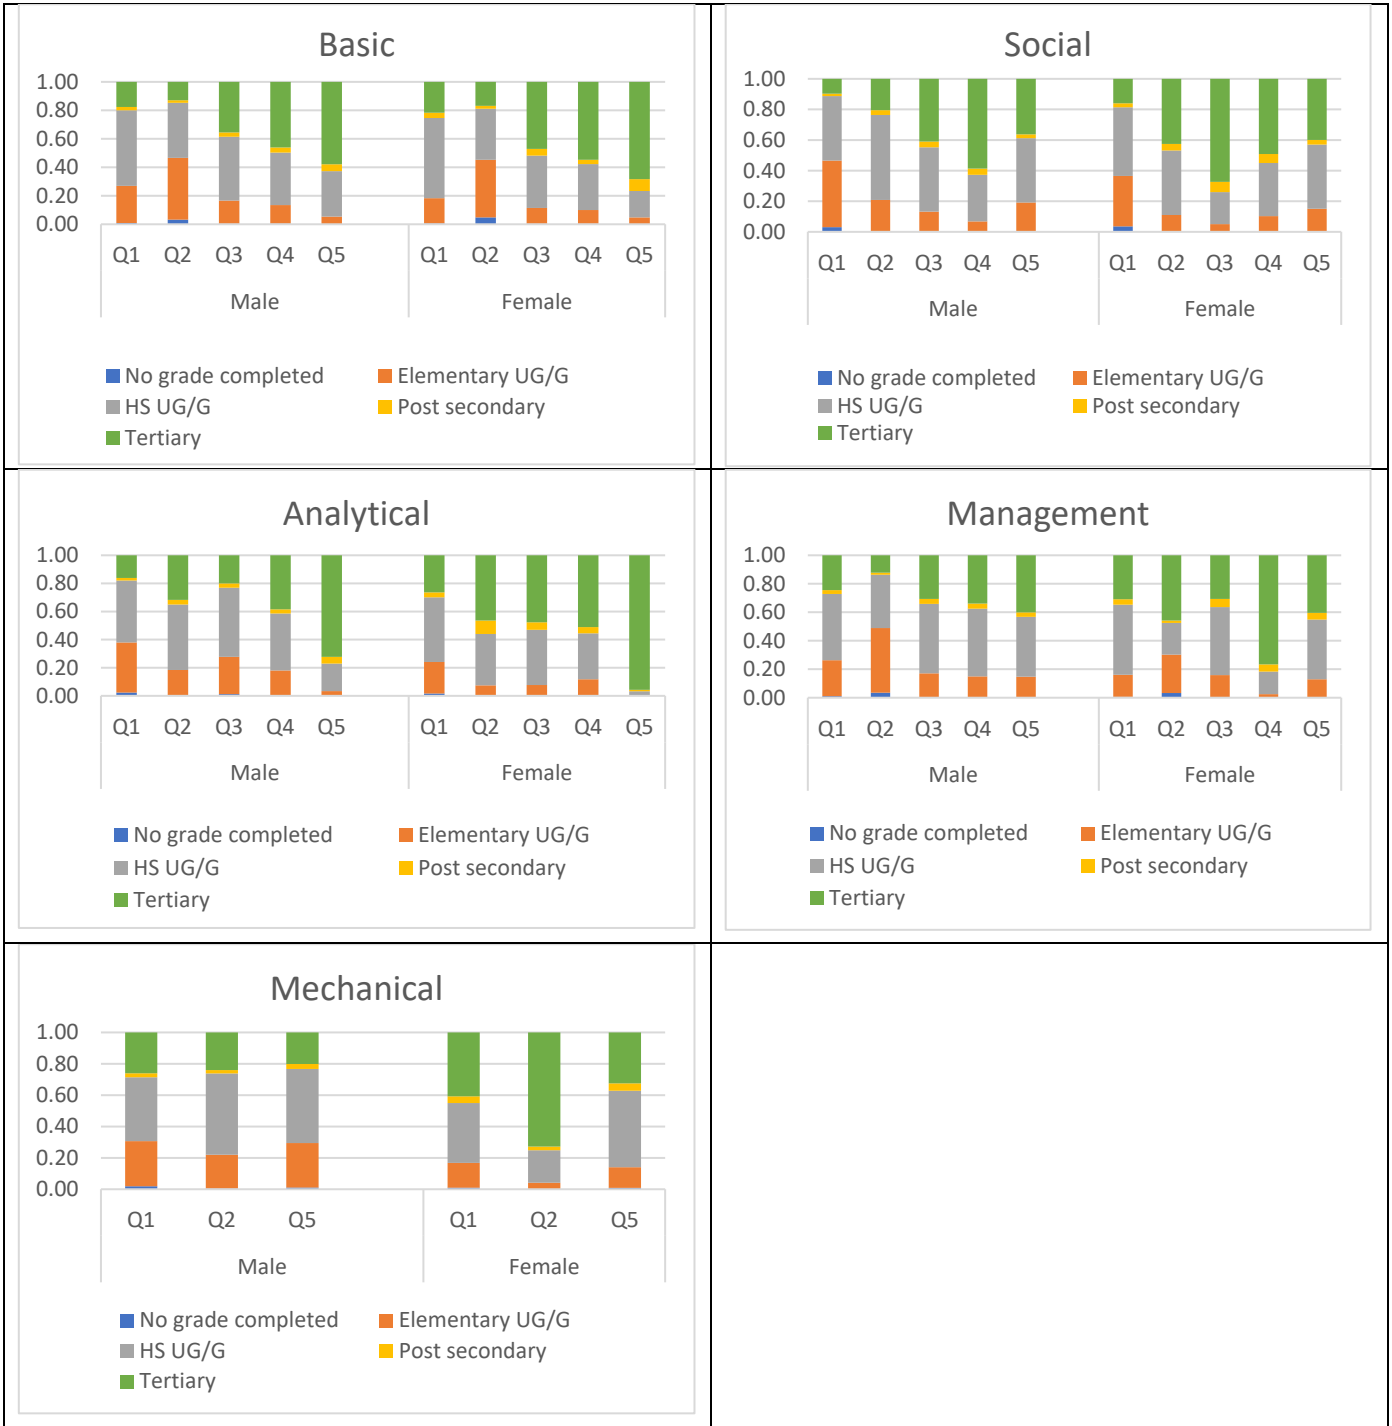 Basic
1.00
0.80
0.60
0.40
0.20
0.00
Q1 Q2 Q3 Q4 Q5 Q1 Q2 Q3 Q4 Q5
Male Female
No grade completed Elementary UG/G
HS UG/G Post secondary
Tertiary
Social
1.00
0.80
0.60
0.40
0.20
0.00
Q1 Q2 Q3 Q4 Q5 Q1 Q2 Q3 Q4 Q5
Male Female
No grade completed Elementary UG/G
HS UG/G Post secondary
Tertiary
Analytical
1.00
0.80
0.60
0.40
0.20
0.00
Q1 Q2 Q3 Q4 Q5 Q1 Q2 Q3 Q4 Q5
Male Female
No grade completed Elementary UG/G
HS UG/G Post secondary
Tertiary
Management
1.00
0.80
0.60
0.40
0.20
0.00
Q1 Q2 Q3 Q4 Q5 Q1 Q2 Q3 Q4 Q5
Male Female
No grade completed Elementary UG/G
HS UG/G Post secondary
Tertiary
Mechanical
1.00
0.80
0.60
0.40
0.20
0.00
Q1 Q2 Q5 Q1 Q2 Q5
Male Female
No grade completed Elementary UG/G
HS UG/G Post secondary
Tertiary